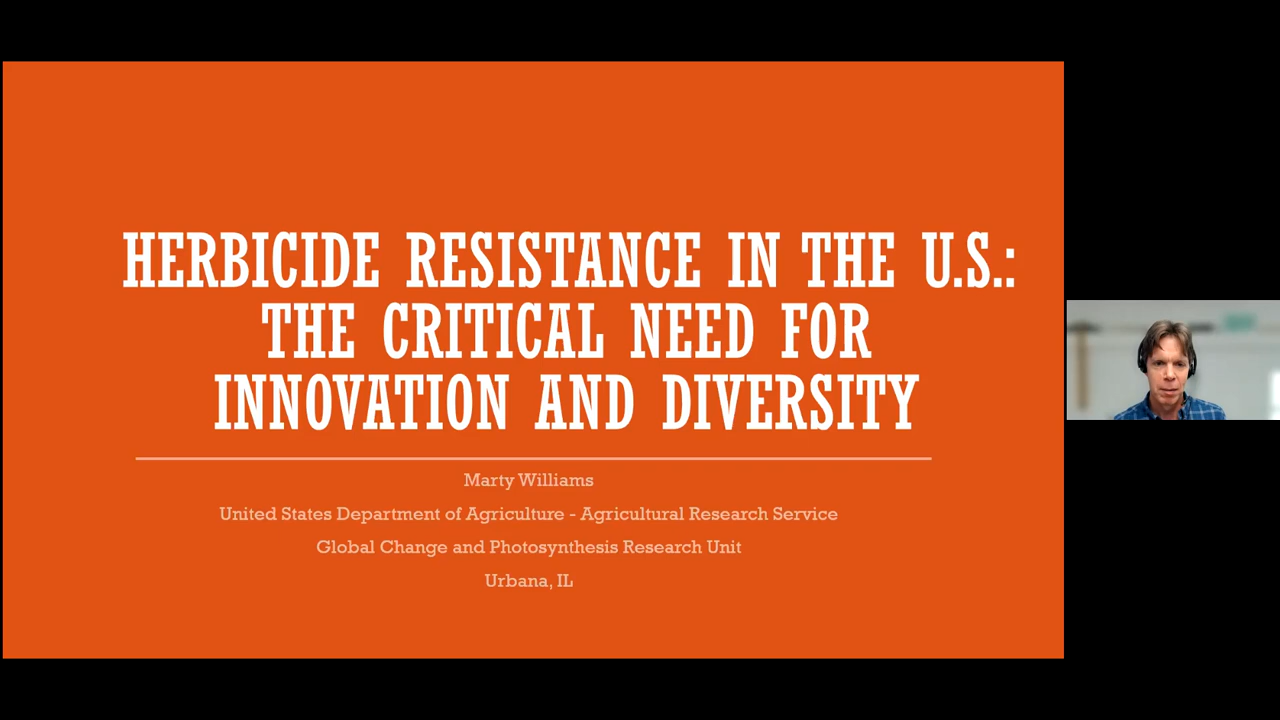 HERBICIDE RESISTANCE IN THE U.S.:
THE CRITICAL NEED FOR
INNOVATION AND DIVERSITY
Marty Williams
United States Department of Agriculture - Agricultural Research Service
Global Change and Photosynthesis Research Unit
Urbana, IL